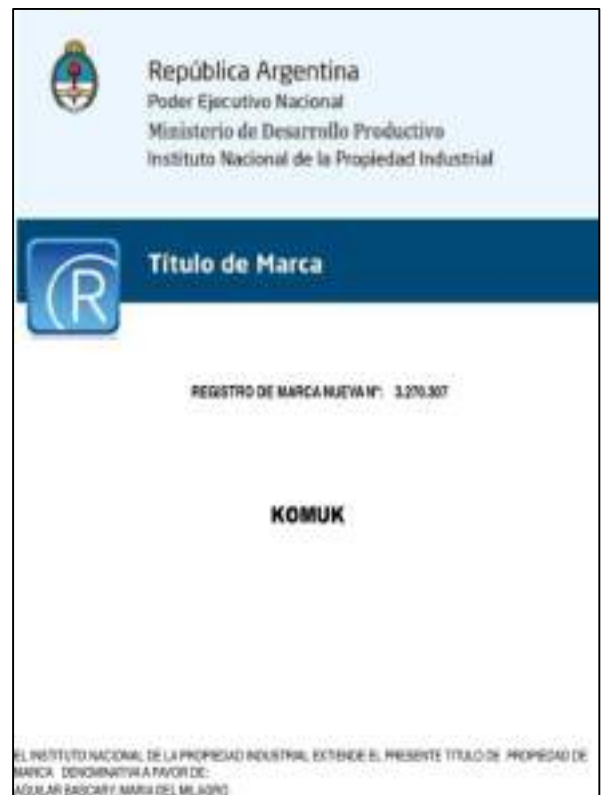 República Argentina
Poder Ejecutivo Nacional
Ministerio de Desarrollo Productivo
Instituto Nacional de la Propiedad Industrial
R
Título de Marca
REGISTRO DE MARCA NUEVA N°: 3.270.307
KOMUK
EL INSTITUTO NACIONAL DE LA PROPIEDAD INDUSTRIAL EXTIENDE EL PRESENTE TITULO DE PROPIEDAD DE
MARCA DENOMINATIVA A FAVOR DE:
AGUILAR BASCARY MARIA DEL MILAGRO